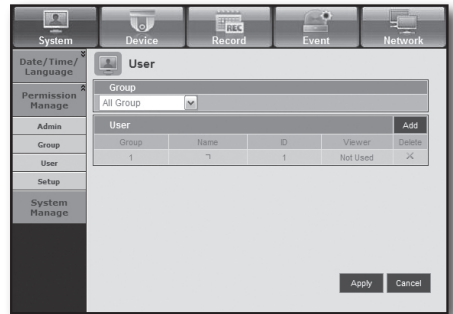 System Device Record Event Network
REC
Date/Time/
Language
User
Permission
Manage
Group
All Group
Admin
User Add
Group
Group Name ID Viewer Delete
User
1 ㄱ 1 Not Used
Setup
System
Manage
Apply Cancel